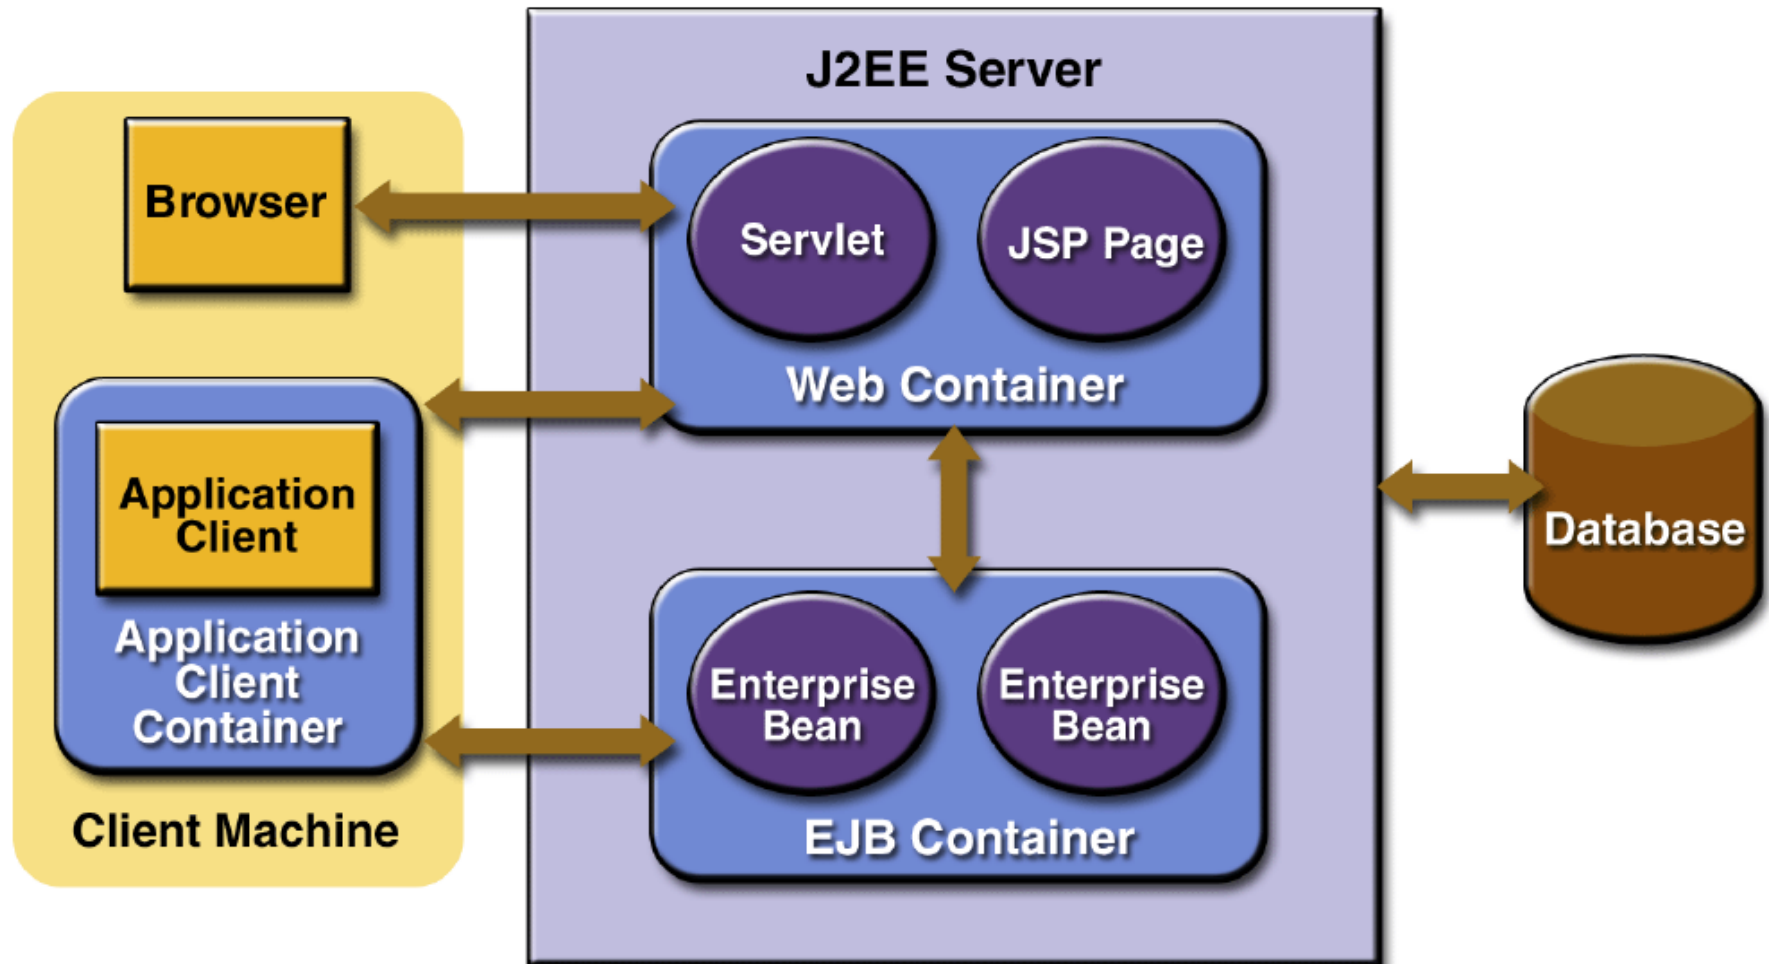 J2EE Server
Browser
Servlet
JSP Page
Web Container
Application
Client
Application
Client
Container
Client Machine
Enterprise
Bean
Enterprise
Bean
EJB Container
Database